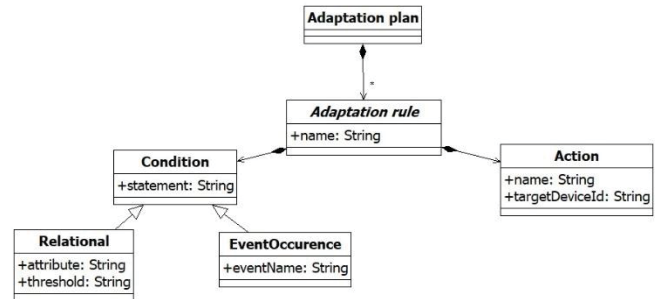 Adaptation plan
*
Adaptation rule
+name: String
Condition
+statement: String
Action
+name: String
+targetDeviceId: String
Relational
+attribute: String
+threshold: String
EventOccurence
+eventName: String